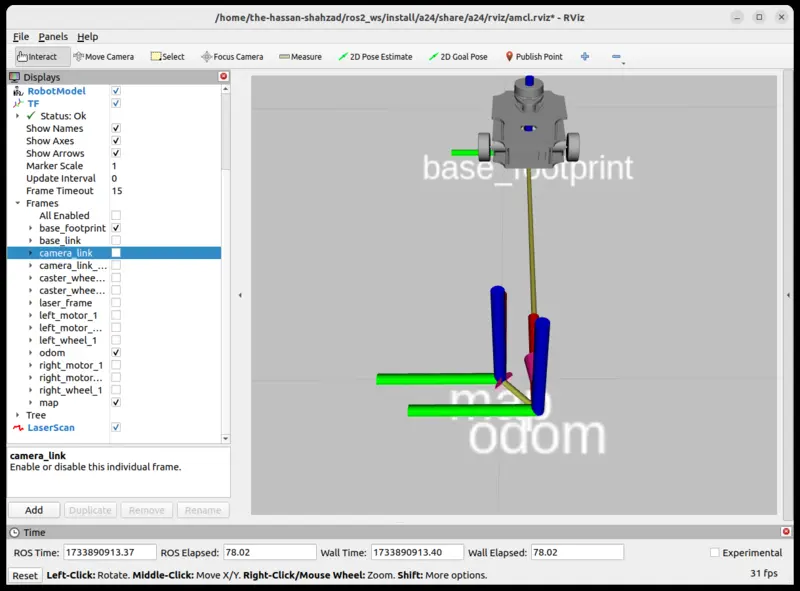 /home/the-hassan-shahzad/ros2_ws/install/a24/share/a24/rviz/amcl.rviz* - RViz
File Panels Help
Interact Move Camera Select Focus Camera Measure 2D Pose Estimate 2D Goal Pose Publish Point
Displays
RobotModel
TF
Status: Ok
Show Names
Show Axes
Show Arrows
Marker Scale 1
Update Interval 0
Frame Timeout 15
Frames
All Enabled
base_footprint
base_link
camera_link
camera_link_...
caster_whee...
caster_whee...
laser_frame
left_motor_1
left_motor_...
left_wheel_1
odom
right_motor_1
right_motor...
right_wheel_1
map
Tree
LaserScan
camera_link
Enable or disable this individual frame.
Add Duplicate Remove Rename
base_footprint
map
odom
Time
ROS Time: 1733890913.37 ROS Elapsed: 78.02 Wall Time: 1733890913.40 Wall Elapsed: 78.02 Experimental
Reset Left-Click: Rotate. Middle-Click: Move X/Y. Right-Click/Mouse Wheel: Zoom. Shift: More options. 31 fps